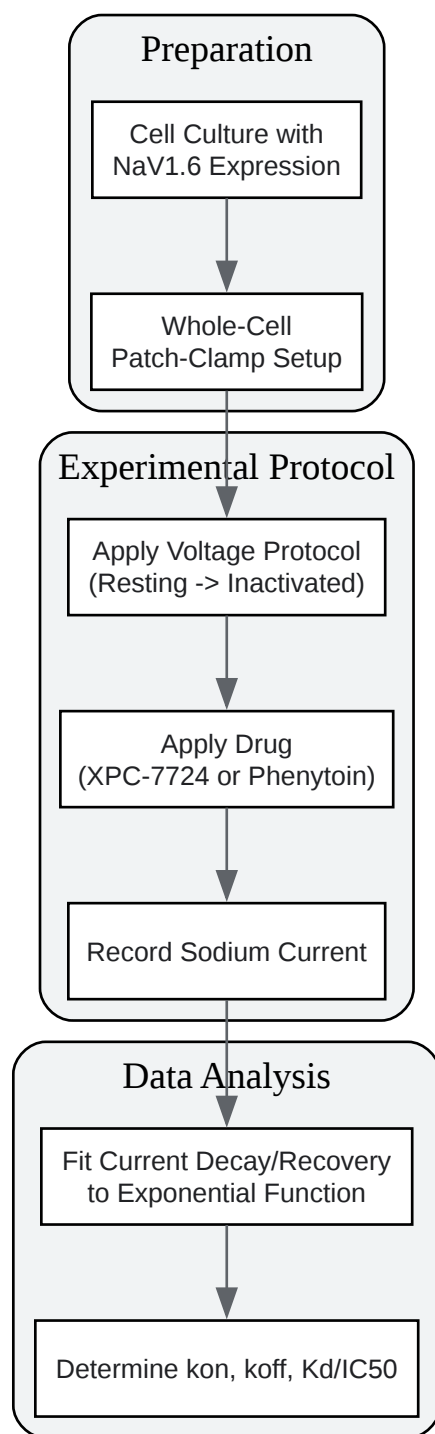 Preparation
Cell Culture with
NaV1.6 Expression
Whole-Cell
Patch-Clamp Setup
Experimental Protocol
Apply Voltage Protocol
(Resting -> Inactivated)
Apply Drug
(XPC-7724 or Phenytoin)
Record Sodium Current
Data Analysis
Fit Current Decay/Recovery
to Exponential Function
Determine kon, koff, Kd/IC50